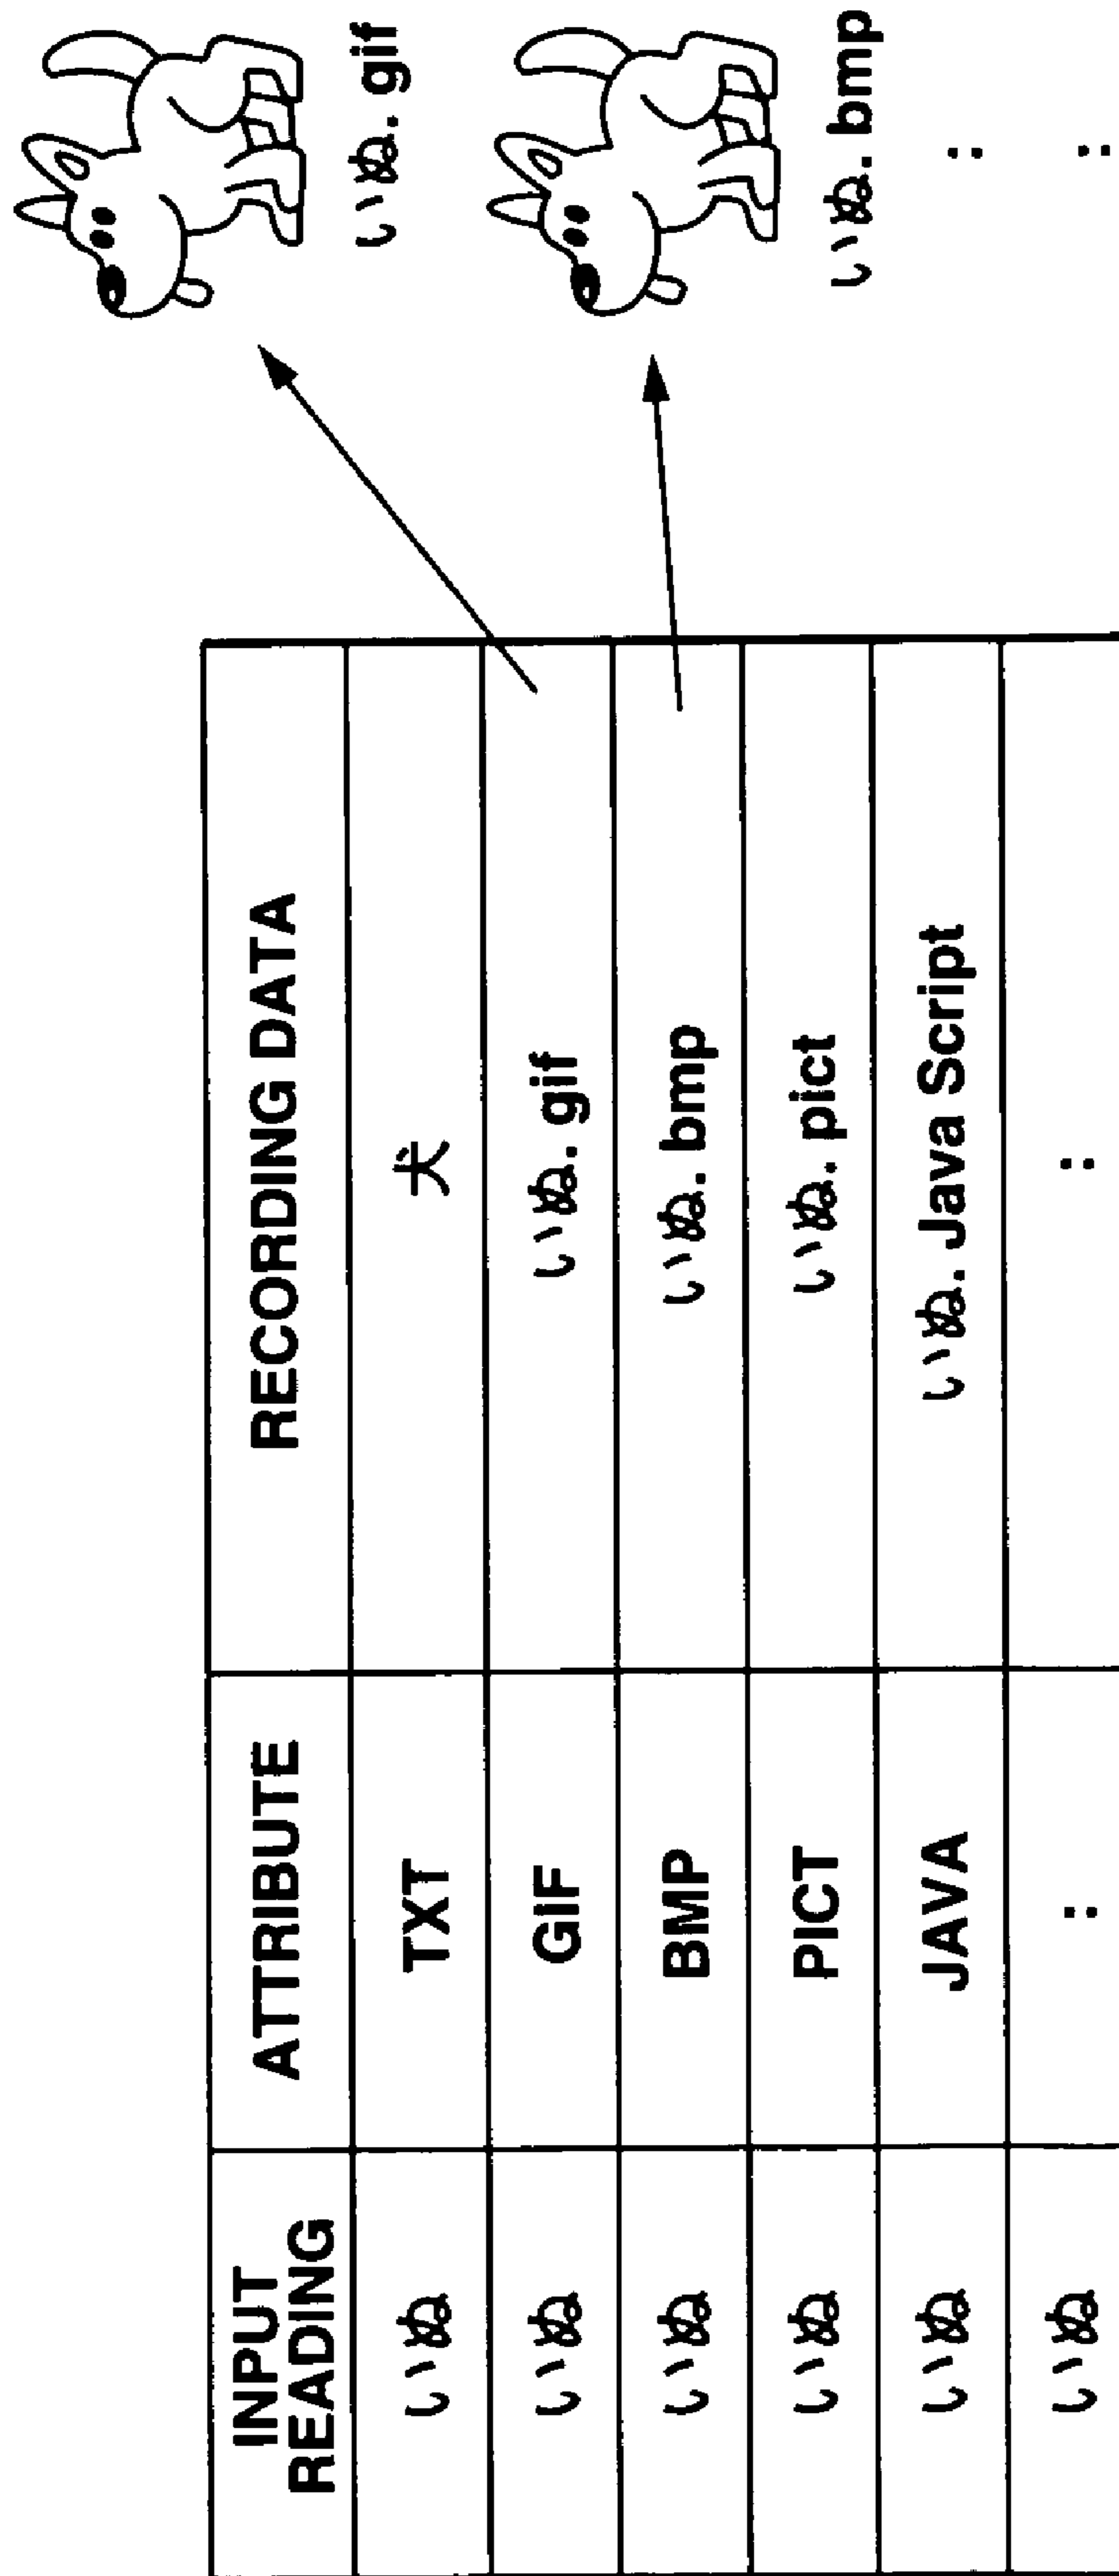 INPUT
READING
ATTRIBUTE
RECORDING DATA
いぬ
TXT
犬
いぬ
GIF
いぬ. gif
いぬ
BMP
いぬ. bmp
いぬ
PICT
いぬ. pict
いぬ
JAVA
いぬ. Java Script
いぬ
:
:
いぬ. gif
いぬ. bmp
:
: